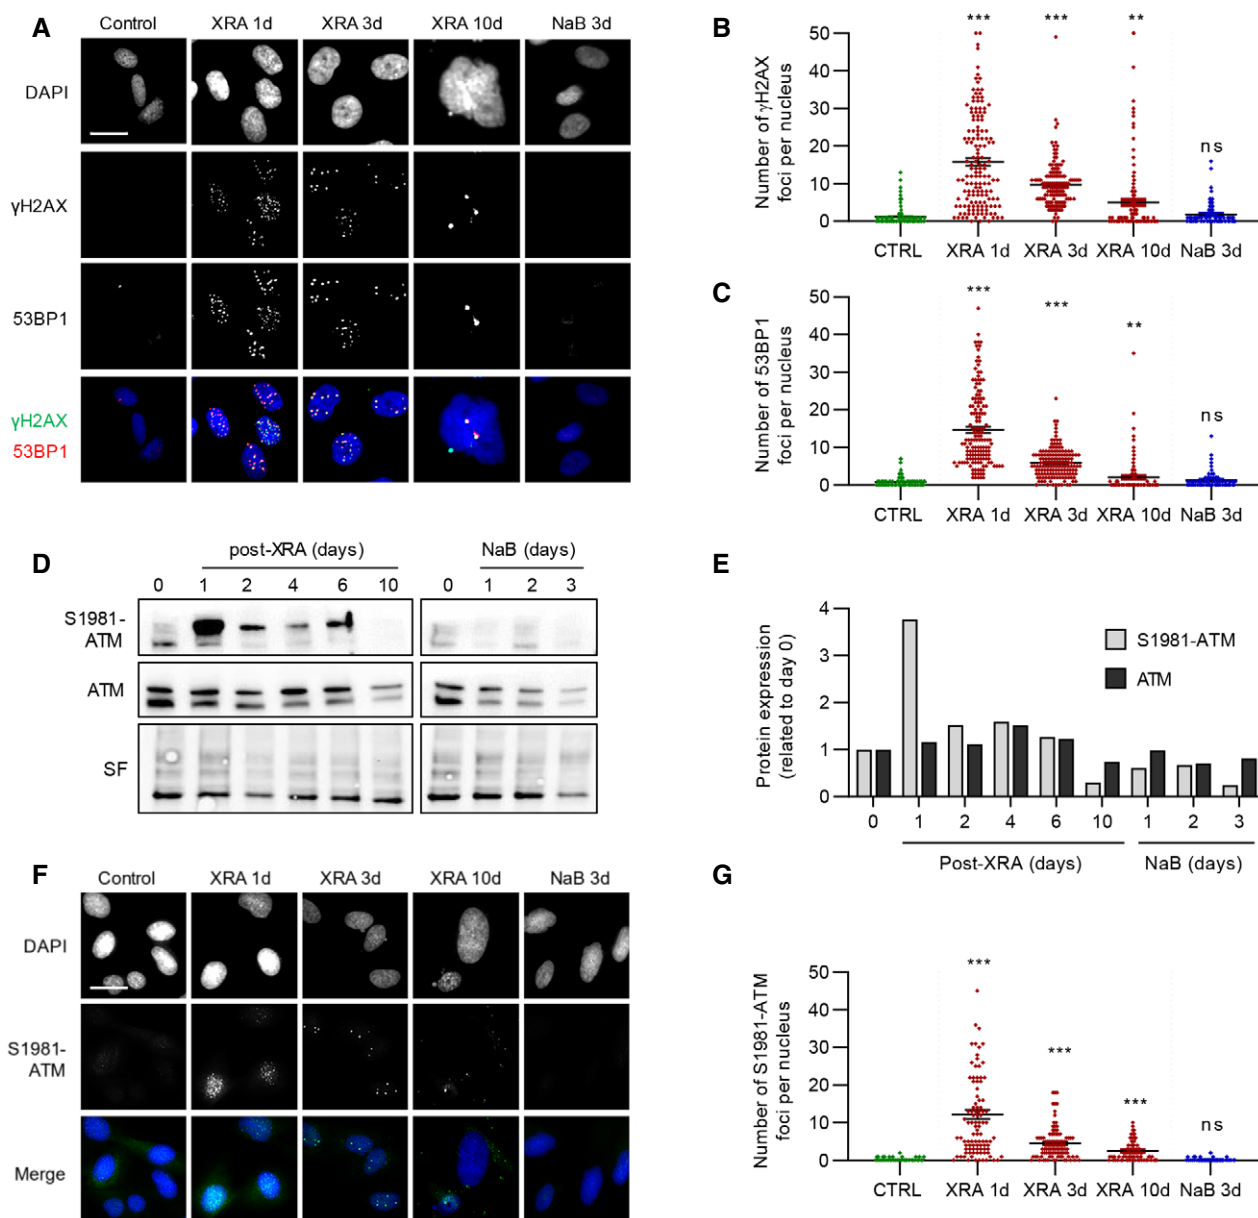 A
Control XRA 1d XRA 3d XRA 10d NaB 3d
DAPI
γH2AX
53BP1
γH2AX
53BP1
B
Number of γH2AX
foci per nucleus
50
40
30
20
10
0
*** *** ** ns
CTRL XRA 1d XRA 3d XRA 10d NaB 3d
C
Number of 53BP1
foci per nucleus
50
40
30
20
10
0
*** *** ** ns
CTRL XRA 1d XRA 3d XRA 10d NaB 3d
D
post-XRA (days) NaB (days)
0 1 2 4 6 10 0 1 2 3
S1981-
ATM
ATM
SF
E
Protein expression
(related to day 0)
4
3
2
1
0
S1981-ATM
ATM
0 1 2 4 6 10 1 2 3
Post-XRA (days) NaB (days)
F
Control XRA 1d XRA 3d XRA 10d NaB 3d
DAPI
S1981-
ATM
Merge
G
Number of S1981-ATM
foci per nucleus
50
40
30
20
10
0
*** *** *** ns
CTRL XRA 1d XRA 3d XRA 10d NaB 3d